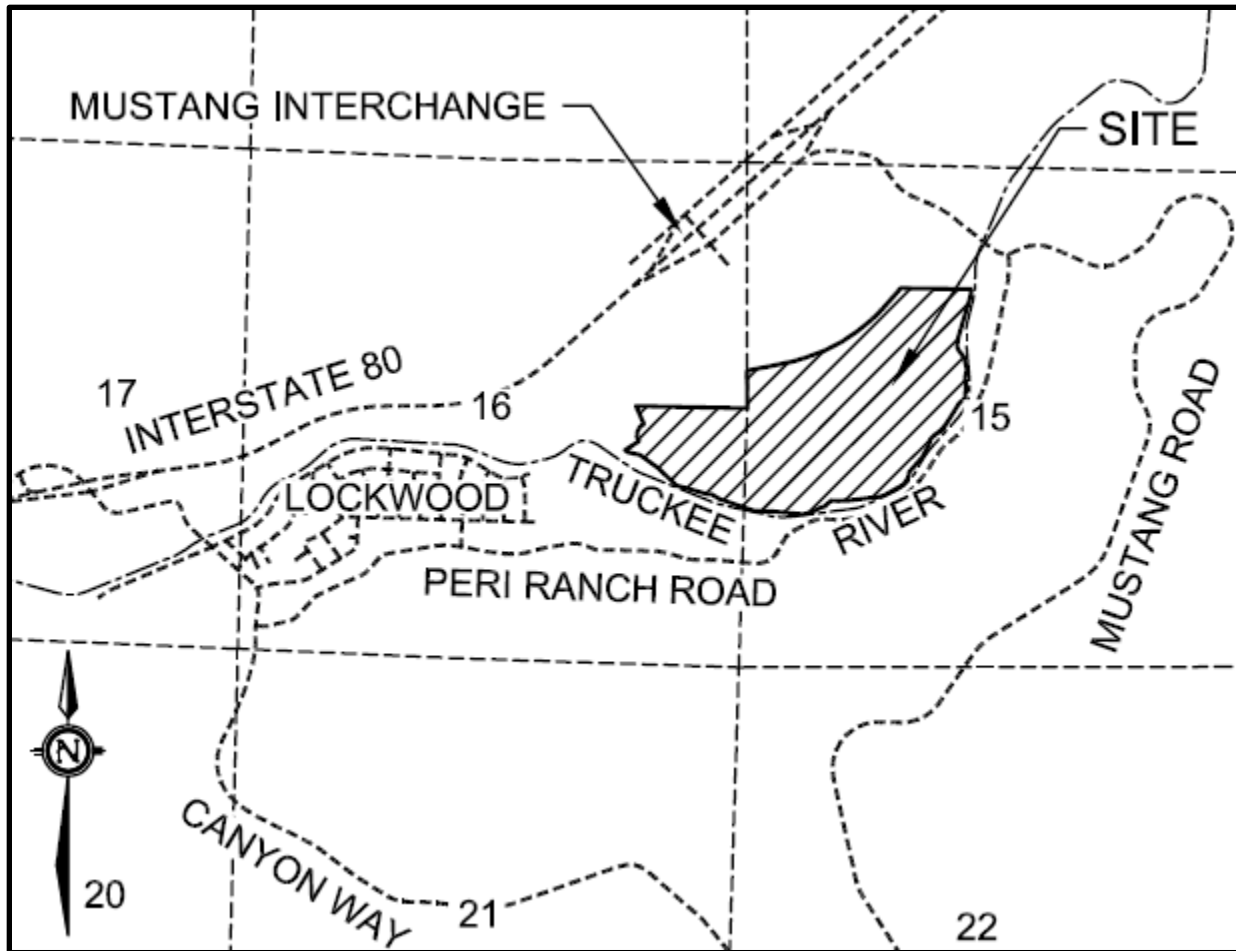 MUSTANG INTERCHANGE
SITE
17
INTERSTATE 80
16
15
LOCKWOOD
TRUCKEE
RIVER
MUSTANG ROAD
PERI RANCH ROAD
N
CANYON WAY
20
21
22